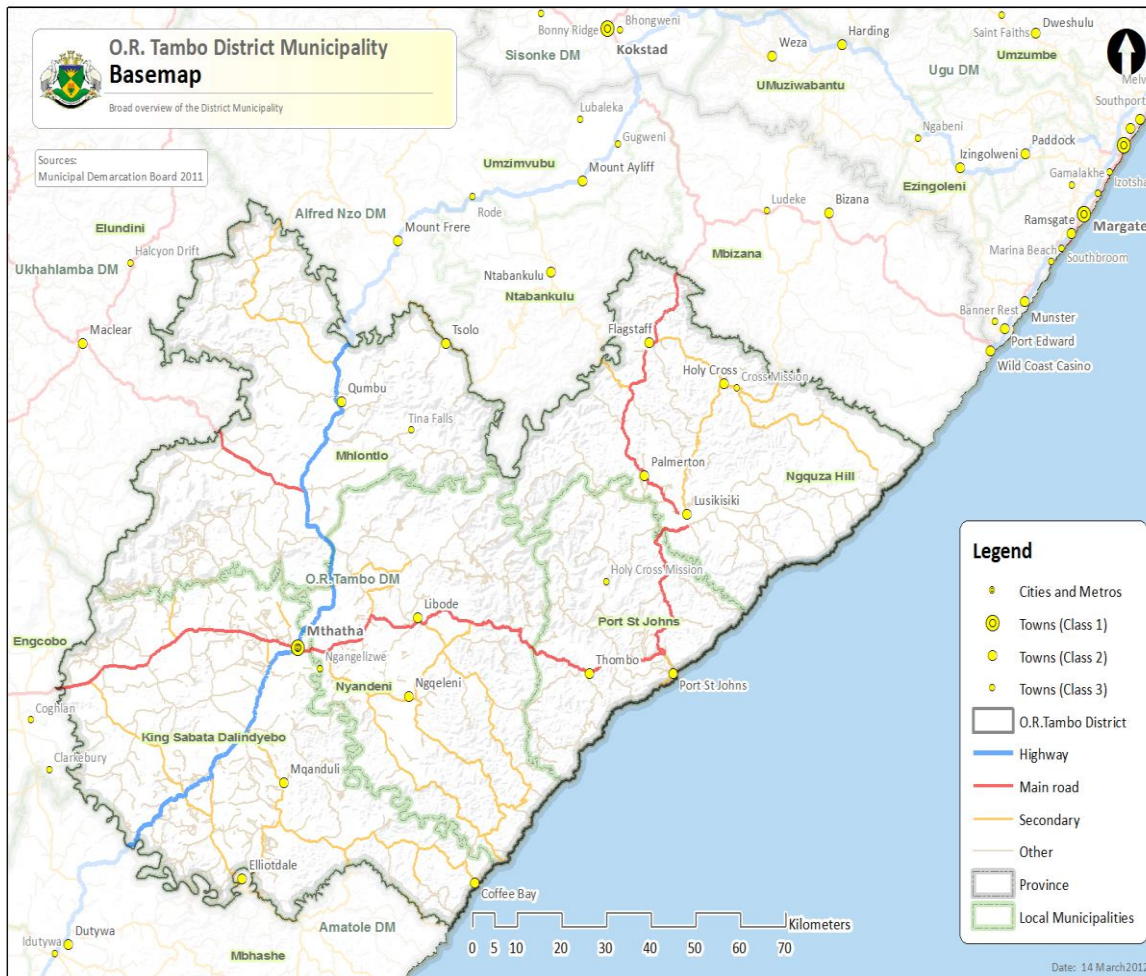 O.R. Tambo District Municipality
Basemap
Broad overview of the District Municipality
Sources:
Municipal Demarcation Board 2011
Bonny Ridge
Bhongweni
Kokstad
Sisonke DM
Weza
Harding
Saint Faiths
Dweshulu
Umzumbe
Ugu DM
UMuziwabantu
Melv
Southport
Lubaleka
Gugweni
Umzimvubu
Mount Ayliff
Ngabeni
Paddock
Izingolweni
Gamalakhe
Izotsha
Ezingoleni
Rode
Ludeke
Bizana
Ramsgate
Margate
Alfred Nzo DM
Elundini
Mount Frere
Halcyon Drift
Ukhahlamba DM
Mbizana
Marina Beach
Southbroom
Ntabankulu
Ntabankulu
Banner Rest
Munster
Port Edward
Wild Coast Casino
Maclear
Tsolo
Flagstaff
Holy Cross
Cross Mission
Qumbu
Tina Falls
Mhlontlo
Palmerton
Ngquza Hill
Lusikisiki
O.R.Tambo DM
Holy Cross Mission
Libode
Port St Johns
Engcobo
Mthatha
Ngangelizwe
Thombo
Port St Johns
Nyandeni
Ngqeleni
Coghlan
King Sabata Dalindyebo
Clarkebury
Mqanduli
Elliotdale
Coffee Bay
Amatole DM
Dutywa
Idutywa
Mbhashe
Kilometers
0 5 10 20 30 40 50 60 70
Legend
Cities and Metros
Towns (Class 1)
Towns (Class 2)
Towns (Class 3)
O.R.Tambo District
Highway
Main road
Secondary
Other
Province
Local Municipalities
Date: 14 March2012